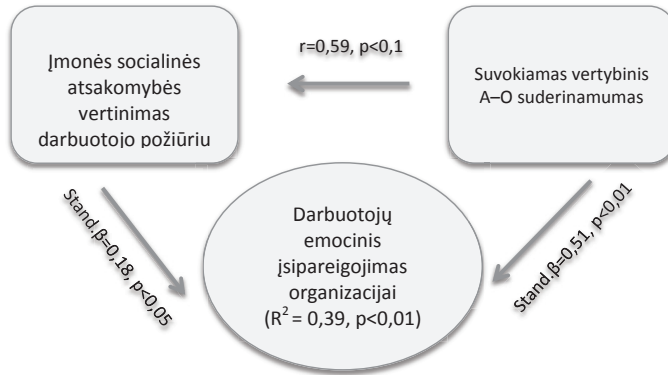 Įmonės socialinės
atsakomybės
vertinimas
darbuotojo požiūriu
r=0,59, p<0,1
Suvokiamas vertybinis
A–O suderinamumas
Stand.β=0,18, p<0,05
Darbuotojų
emocinis
įsipareigojimas
organizacijai
(R² = 0,39, p<0,01)
Stand.β=0,51, p<0,01